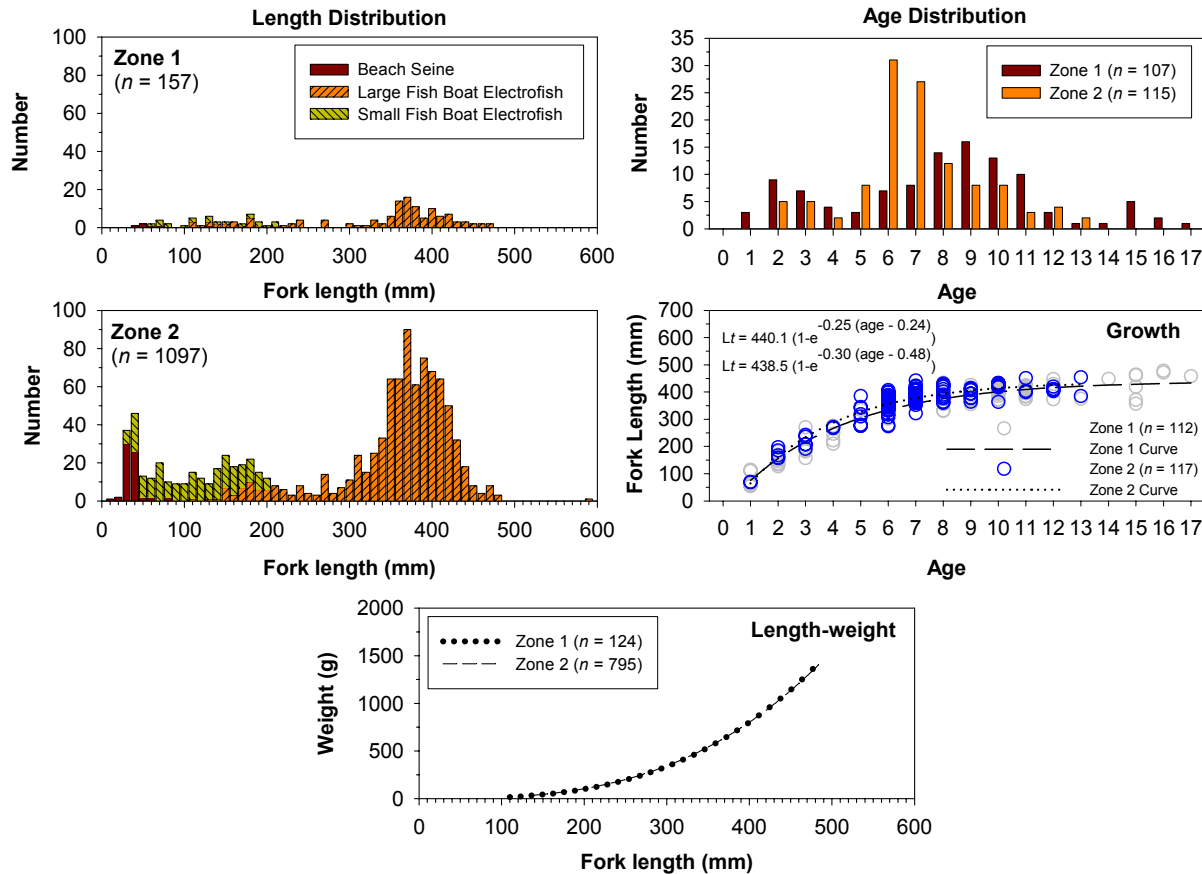 Length Distribution
100
80
60
40
20
0
Number
Zone 1
(n = 157)
Beach Seine
Large Fish Boat Electrofish
Small Fish Boat Electrofish
0 100 200 300 400 500 600
Fork length (mm)
Age Distribution
35
30
25
20
15
10
5
0
Number
Zone 1 (n = 107)
Zone 2 (n = 115)
0 1 2 3 4 5 6 7 8 9 10 11 12 13 14 15 16 17
Age
100
80
60
40
20
0
Number
Zone 2
(n = 1097)
0 100 200 300 400 500 600
Fork length (mm)
700
600
500
400
300
200
100
0
Fork Length (mm)
Growth
Lt = 440.1 (1-e-0.25 (age - 0.24))
Lt = 438.5 (1-e-0.30 (age - 0.48))
Zone 1 (n = 112)
Zone 1 Curve
Zone 2 (n = 117)
Zone 2 Curve
0 1 2 3 4 5 6 7 8 9 10 11 12 13 14 15 16 17
Age
2000
1500
1000
500
0
Weight (g)
Zone 1 (n = 124)
Zone 2 (n = 795)
Length-weight
0 100 200 300 400 500 600
Fork length (mm)